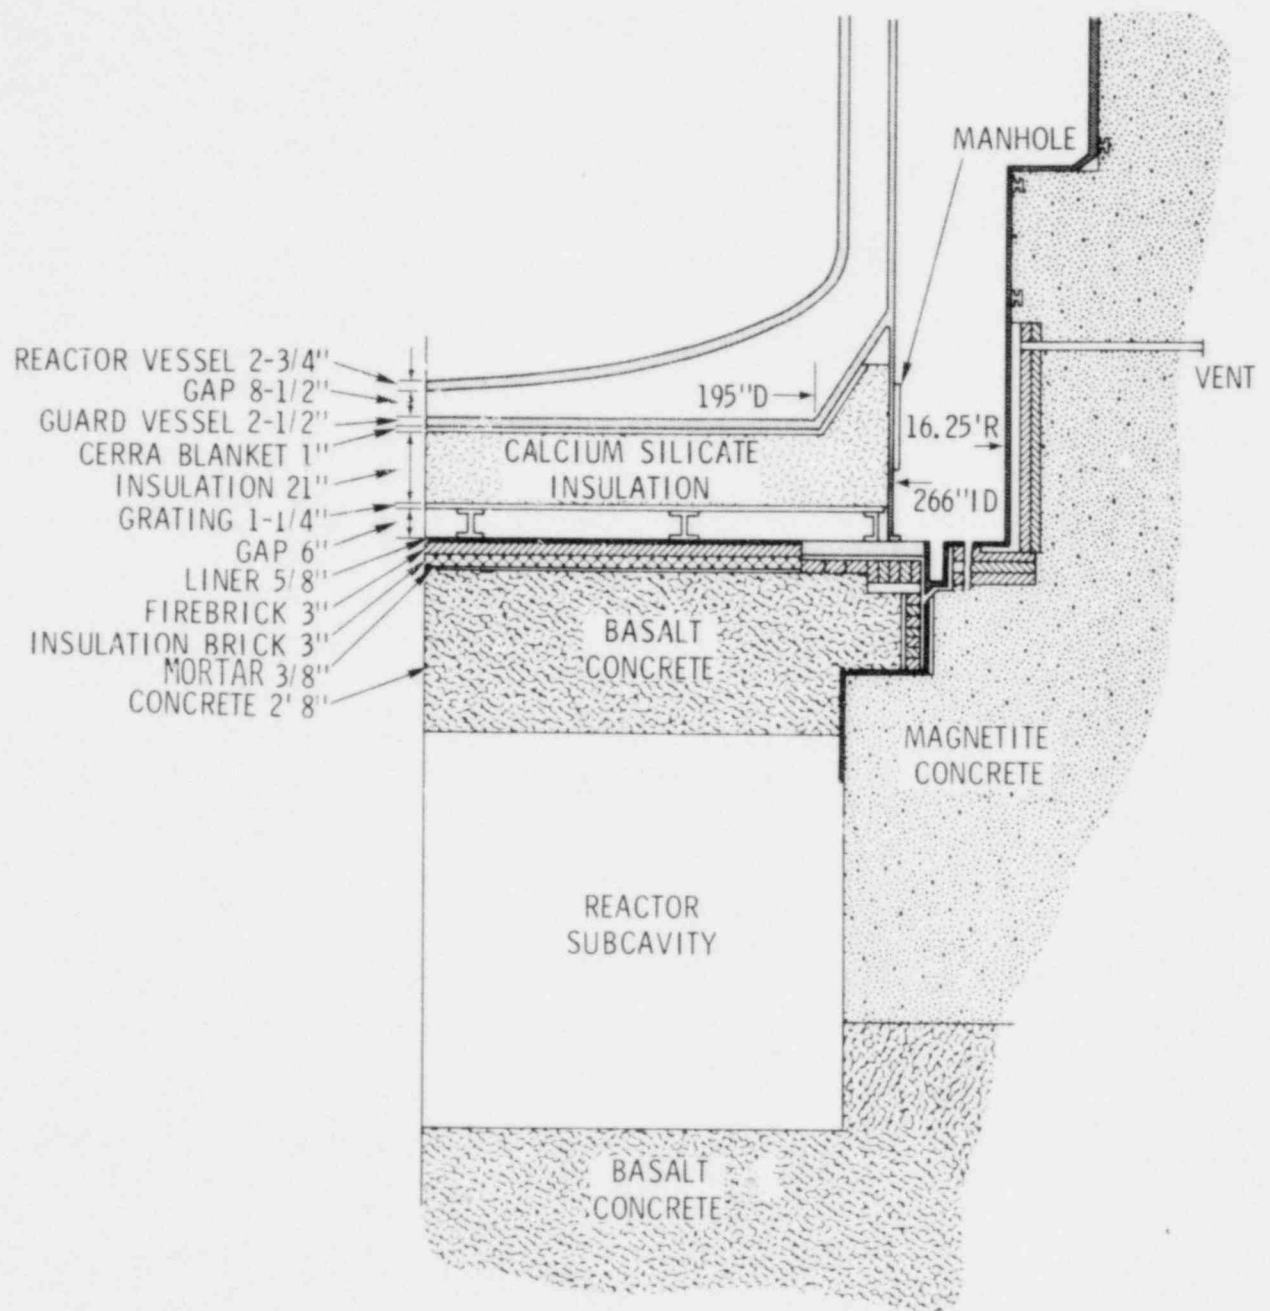 MANHOLE
REACTOR VESSEL 2-3/4"
GAP 8-1/2"
GUARD VESSEL 2-1/2"
CERRA BLANKET 1"
INSULATION 21"
GRATING 1-1/4"
GAP 6"
LINER 5/8"
FIREBRICK 3"
INSULATION BRICK 3"
MORTAR 3/8"
CONCRETE 2' 8"
195"D
CALCIUM SILICATE
INSULATION
VENT
16.25'R
266"ID
BASALT
CONCRETE
MAGNETITE
CONCRETE
REACTOR
SUBCAVITY
BASALT
CONCRETE